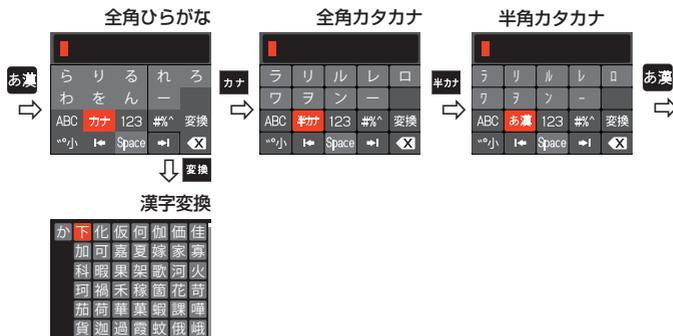 全角ひらがな 全角カタカナ 半角カタカナ
あ漢 カナ 半カナ あ漢
ら り る れ ろ
わ を ん ー
ABC カナ 123 #%^ 変換
゛゜小 Space
ラ リ ル レ ロ
ワ ヲ ン ー
ABC 半カナ 123 #%^ 変換
゛゜小 Space
ﾗ ﾘ ﾙ ﾚ ﾛ
ﾜ ｦ ﾝ ｰ
ABC あ漢 123 #%^ 変換
゛゜小 Space
変換
漢字変換
か 下 化 仮 何 伽 価 佳
加 可 嘉 夏 嫁 家 寡
科 暇 果 架 歌 河 火
珂 禍 禾 稼 箇 花 苛
茄 荷 華 菓 蝦 課 嘩
貨 迦 過 霞 蚊 俄 峨